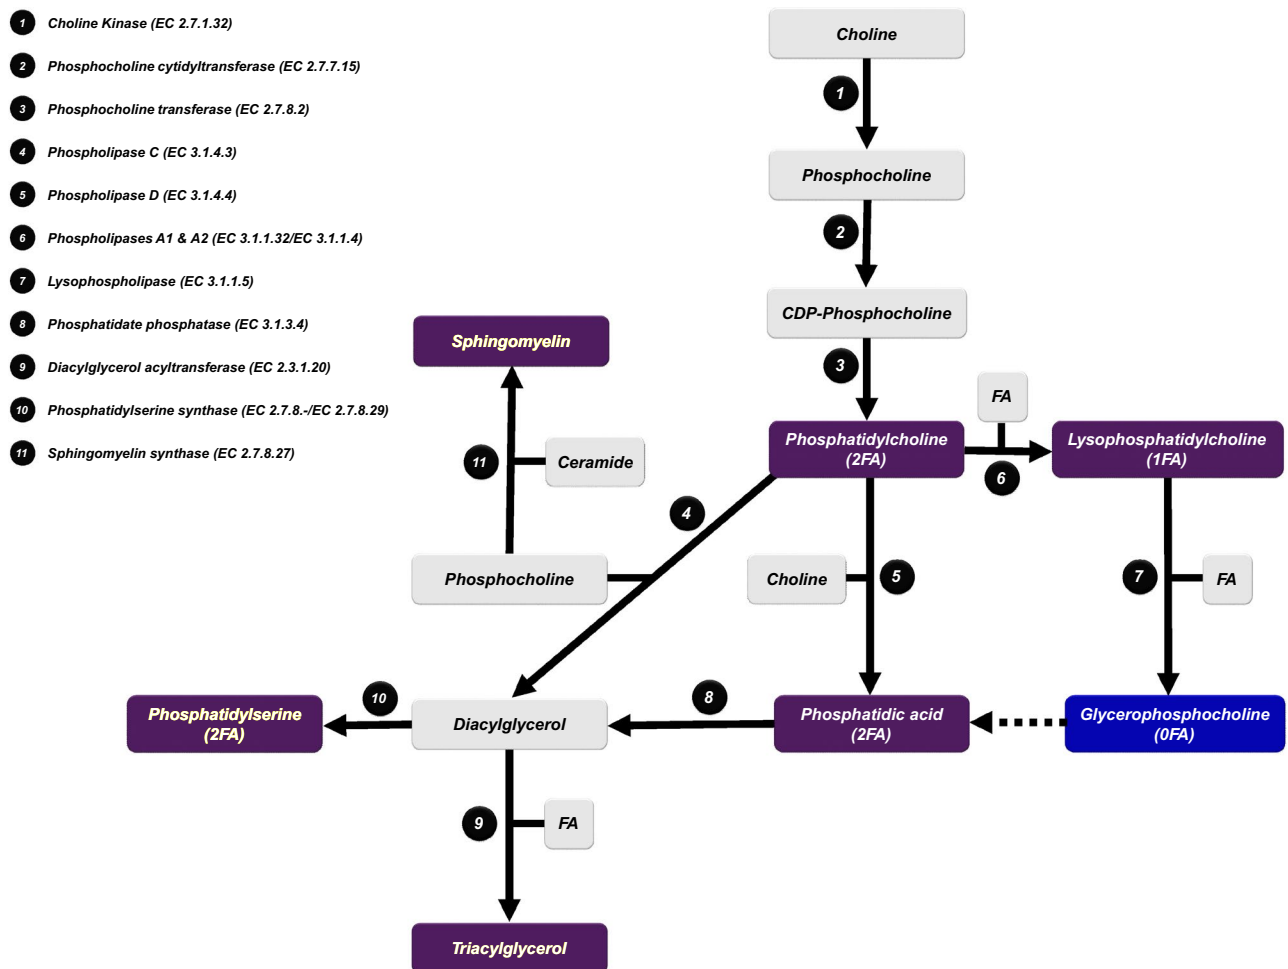 1 Choline Kinase (EC 2.7.1.32)
2 Phosphocholine cytidyltransferase (EC 2.7.7.15)
3 Phosphocholine transferase (EC 2.7.8.2)
4 Phospholipase C (EC 3.1.4.3)
5 Phospholipase D (EC 3.1.4.4)
6 Phospholipases A1 & A2 (EC 3.1.1.32/EC 3.1.1.4)
7 Lysophospholipase (EC 3.1.1.5)
8 Phosphatidate phosphatase (EC 3.1.3.4)
9 Diacylglycerol acyltransferase (EC 2.3.1.20)
10 Phosphatidylserine synthase (EC 2.7.8.-/EC 2.7.8.29)
11 Sphingomyelin synthase (EC 2.7.8.27)
Choline
1
Phosphocholine
2
CDP-Phosphocholine
Sphingomyelin
3
FA
Phosphatidylcholine
(2FA)
Lysophosphatidylcholine
(1FA)
11
Ceramide
6
4
Phosphocholine
Choline
5
7
FA
10
8
Phosphatidylserine
(2FA)
Diacylglycerol
Phosphatidic acid
(2FA)
Glycerophosphocholine
(0FA)
9
FA
Triacylglycerol